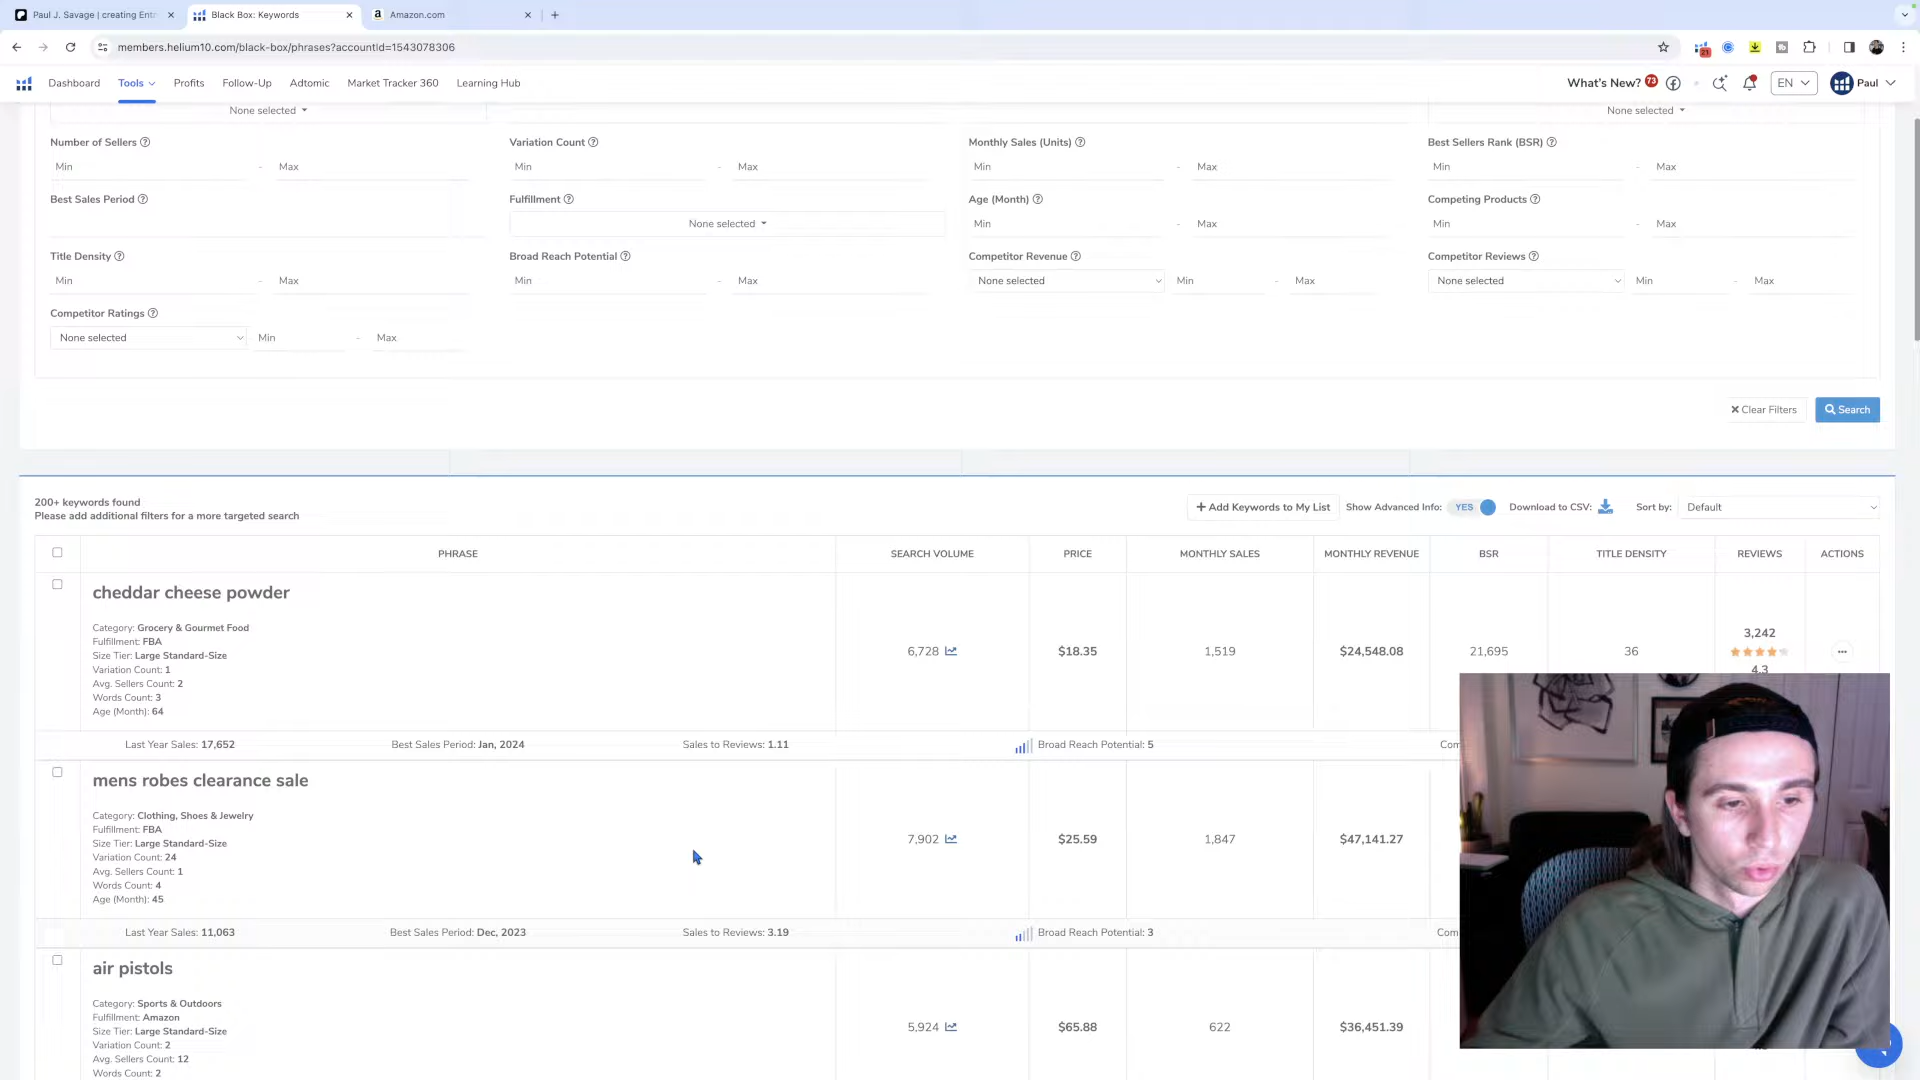 Paul J. Savage | creating Entr
Black Box: Keywords
Amazon.com
members.helium10.com/black-box/phrases?accountId=1543078306
21
Dashboard
Tools
Profits
Follow-Up
Adtomic
Market Tracker 360
Learning Hub
What's New? 73
EN
Paul
None selected
None selected
Number of Sellers
Variation Count
Monthly Sales (Units)
Best Sellers Rank (BSR)
Min - Max
Min - Max
Min - Max
Min - Max
Best Sales Period
Fulfillment
Age (Month)
Competing Products
None selected
Min - Max
Min - Max
Title Density
Broad Reach Potential
Competitor Revenue
Competitor Reviews
Min - Max
Min - Max
None selected Min - Max
None selected Min - Max
Competitor Ratings
None selected Min - Max
Clear Filters
Search
200+ keywords found
Please add additional filters for a more targeted search
+ Add Keywords to My List
Show Advanced Info: YES
Download to CSV:
Sort by: Default
PHRASE SEARCH VOLUME PRICE MONTHLY SALES MONTHLY REVENUE BSR TITLE DENSITY REVIEWS ACTIONS
cheddar cheese powder
Category: Grocery & Gourmet Food
Fulfillment: FBA
Size Tier: Large Standard-Size
Variation Count: 1
Avg. Sellers Count: 2
Words Count: 3
Age (Month): 64
6,728 $18.35 1,519 $24,548.08 21,695 36
3,242
4.3
Last Year Sales: 17,652 Best Sales Period: Jan, 2024 Sales to Reviews: 1.11 Broad Reach Potential: 5 Com
mens robes clearance sale
Category: Clothing, Shoes & Jewelry
Fulfillment: FBA
Size Tier: Large Standard-Size
Variation Count: 24
Avg. Sellers Count: 1
Words Count: 4
Age (Month): 45
7,902 $25.59 1,847 $47,141.27
Last Year Sales: 11,063 Best Sales Period: Dec, 2023 Sales to Reviews: 3.19 Broad Reach Potential: 3 Com
air pistols
Category: Sports & Outdoors
Fulfillment: Amazon
Size Tier: Large Standard-Size
Variation Count: 2
Avg. Sellers Count: 12
Words Count: 2
5,924 $65.88 622 $36,451.39